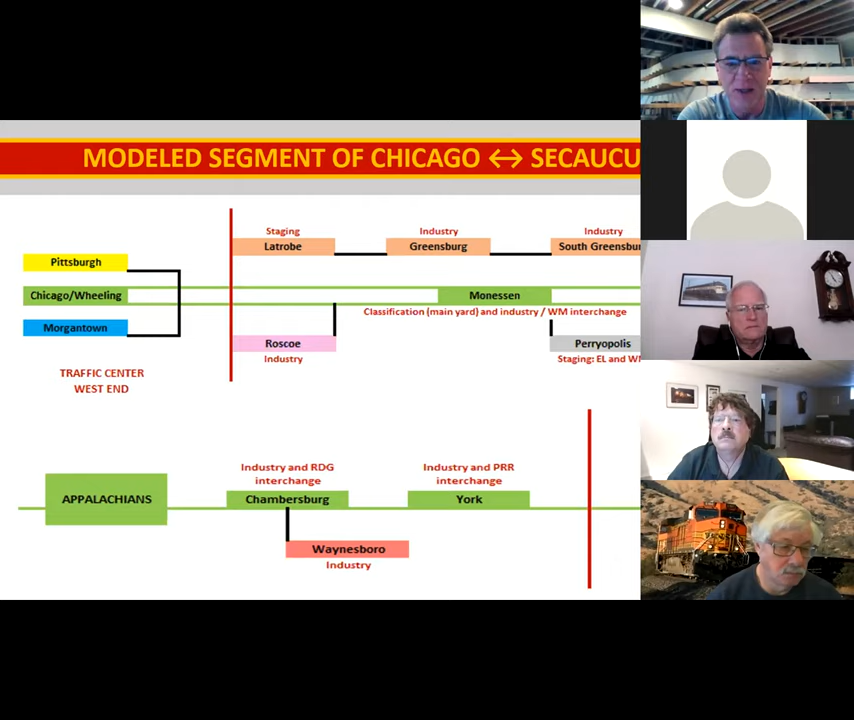 MODELED SEGMENT OF CHICAGO ↔ SECAUCU
Staging
Industry
Industry
Latrobe
Greensburg
South Greensbur
Pittsburgh
Chicago/Wheeling
Monessen
Classification (main yard) and industry / WM interchange
Morgantown
Roscoe
Perryopolis
Industry
Staging: EL and W
TRAFFIC CENTER
WEST END
Industry and RDG
interchange
Industry and PRR
interchange
APPALACHIANS
Chambersburg
York
Waynesboro
Industry